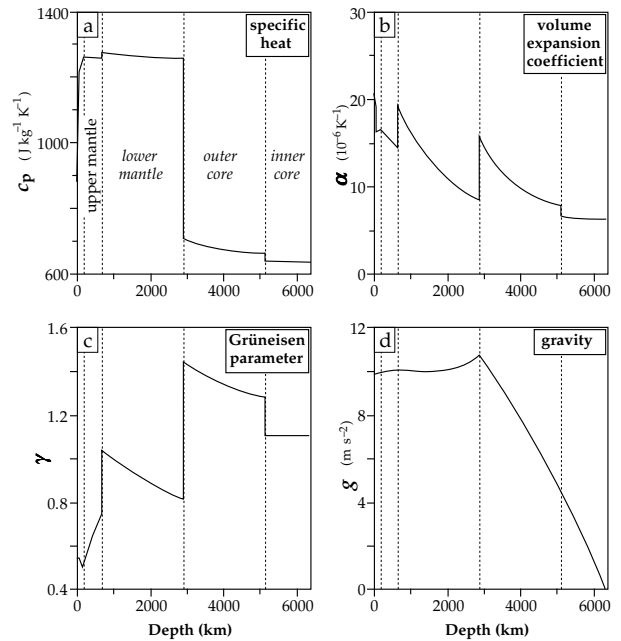 a
specific
heat
1400
1000
600
cp (J kg⁻¹ K⁻¹)
upper mantle
lower
mantle
outer
core
inner
core
0 2000 4000 6000
b
volume
expansion
coefficient
30
20
10
0
α (10⁻⁶ K⁻¹)
0 2000 4000 6000
c
Grüneisen
parameter
1.6
1.2
0.8
0.4
γ
0 2000 4000 6000
Depth (km)
d
gravity
12
8
4
0
g (m s⁻²)
0 2000 4000 6000
Depth (km)